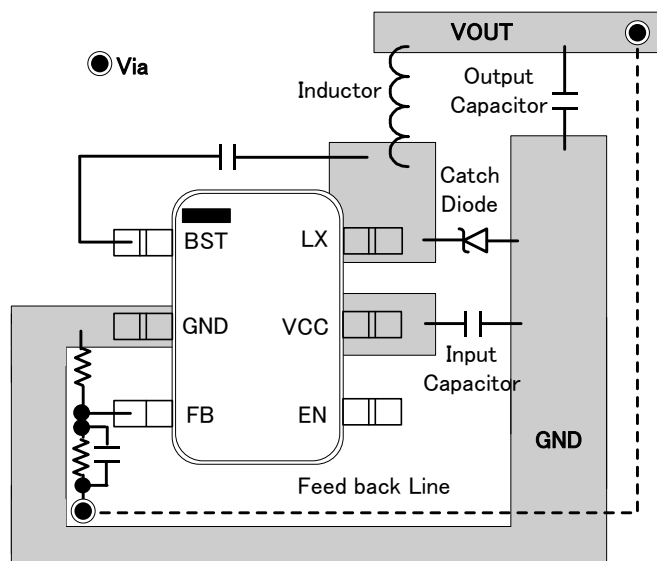 VOUT
Via
Inductor
Output
Capacitor
Catch
Diode
BST
LX
GND
VCC
Input
Capacitor
FB
EN
GND
Feed back Line